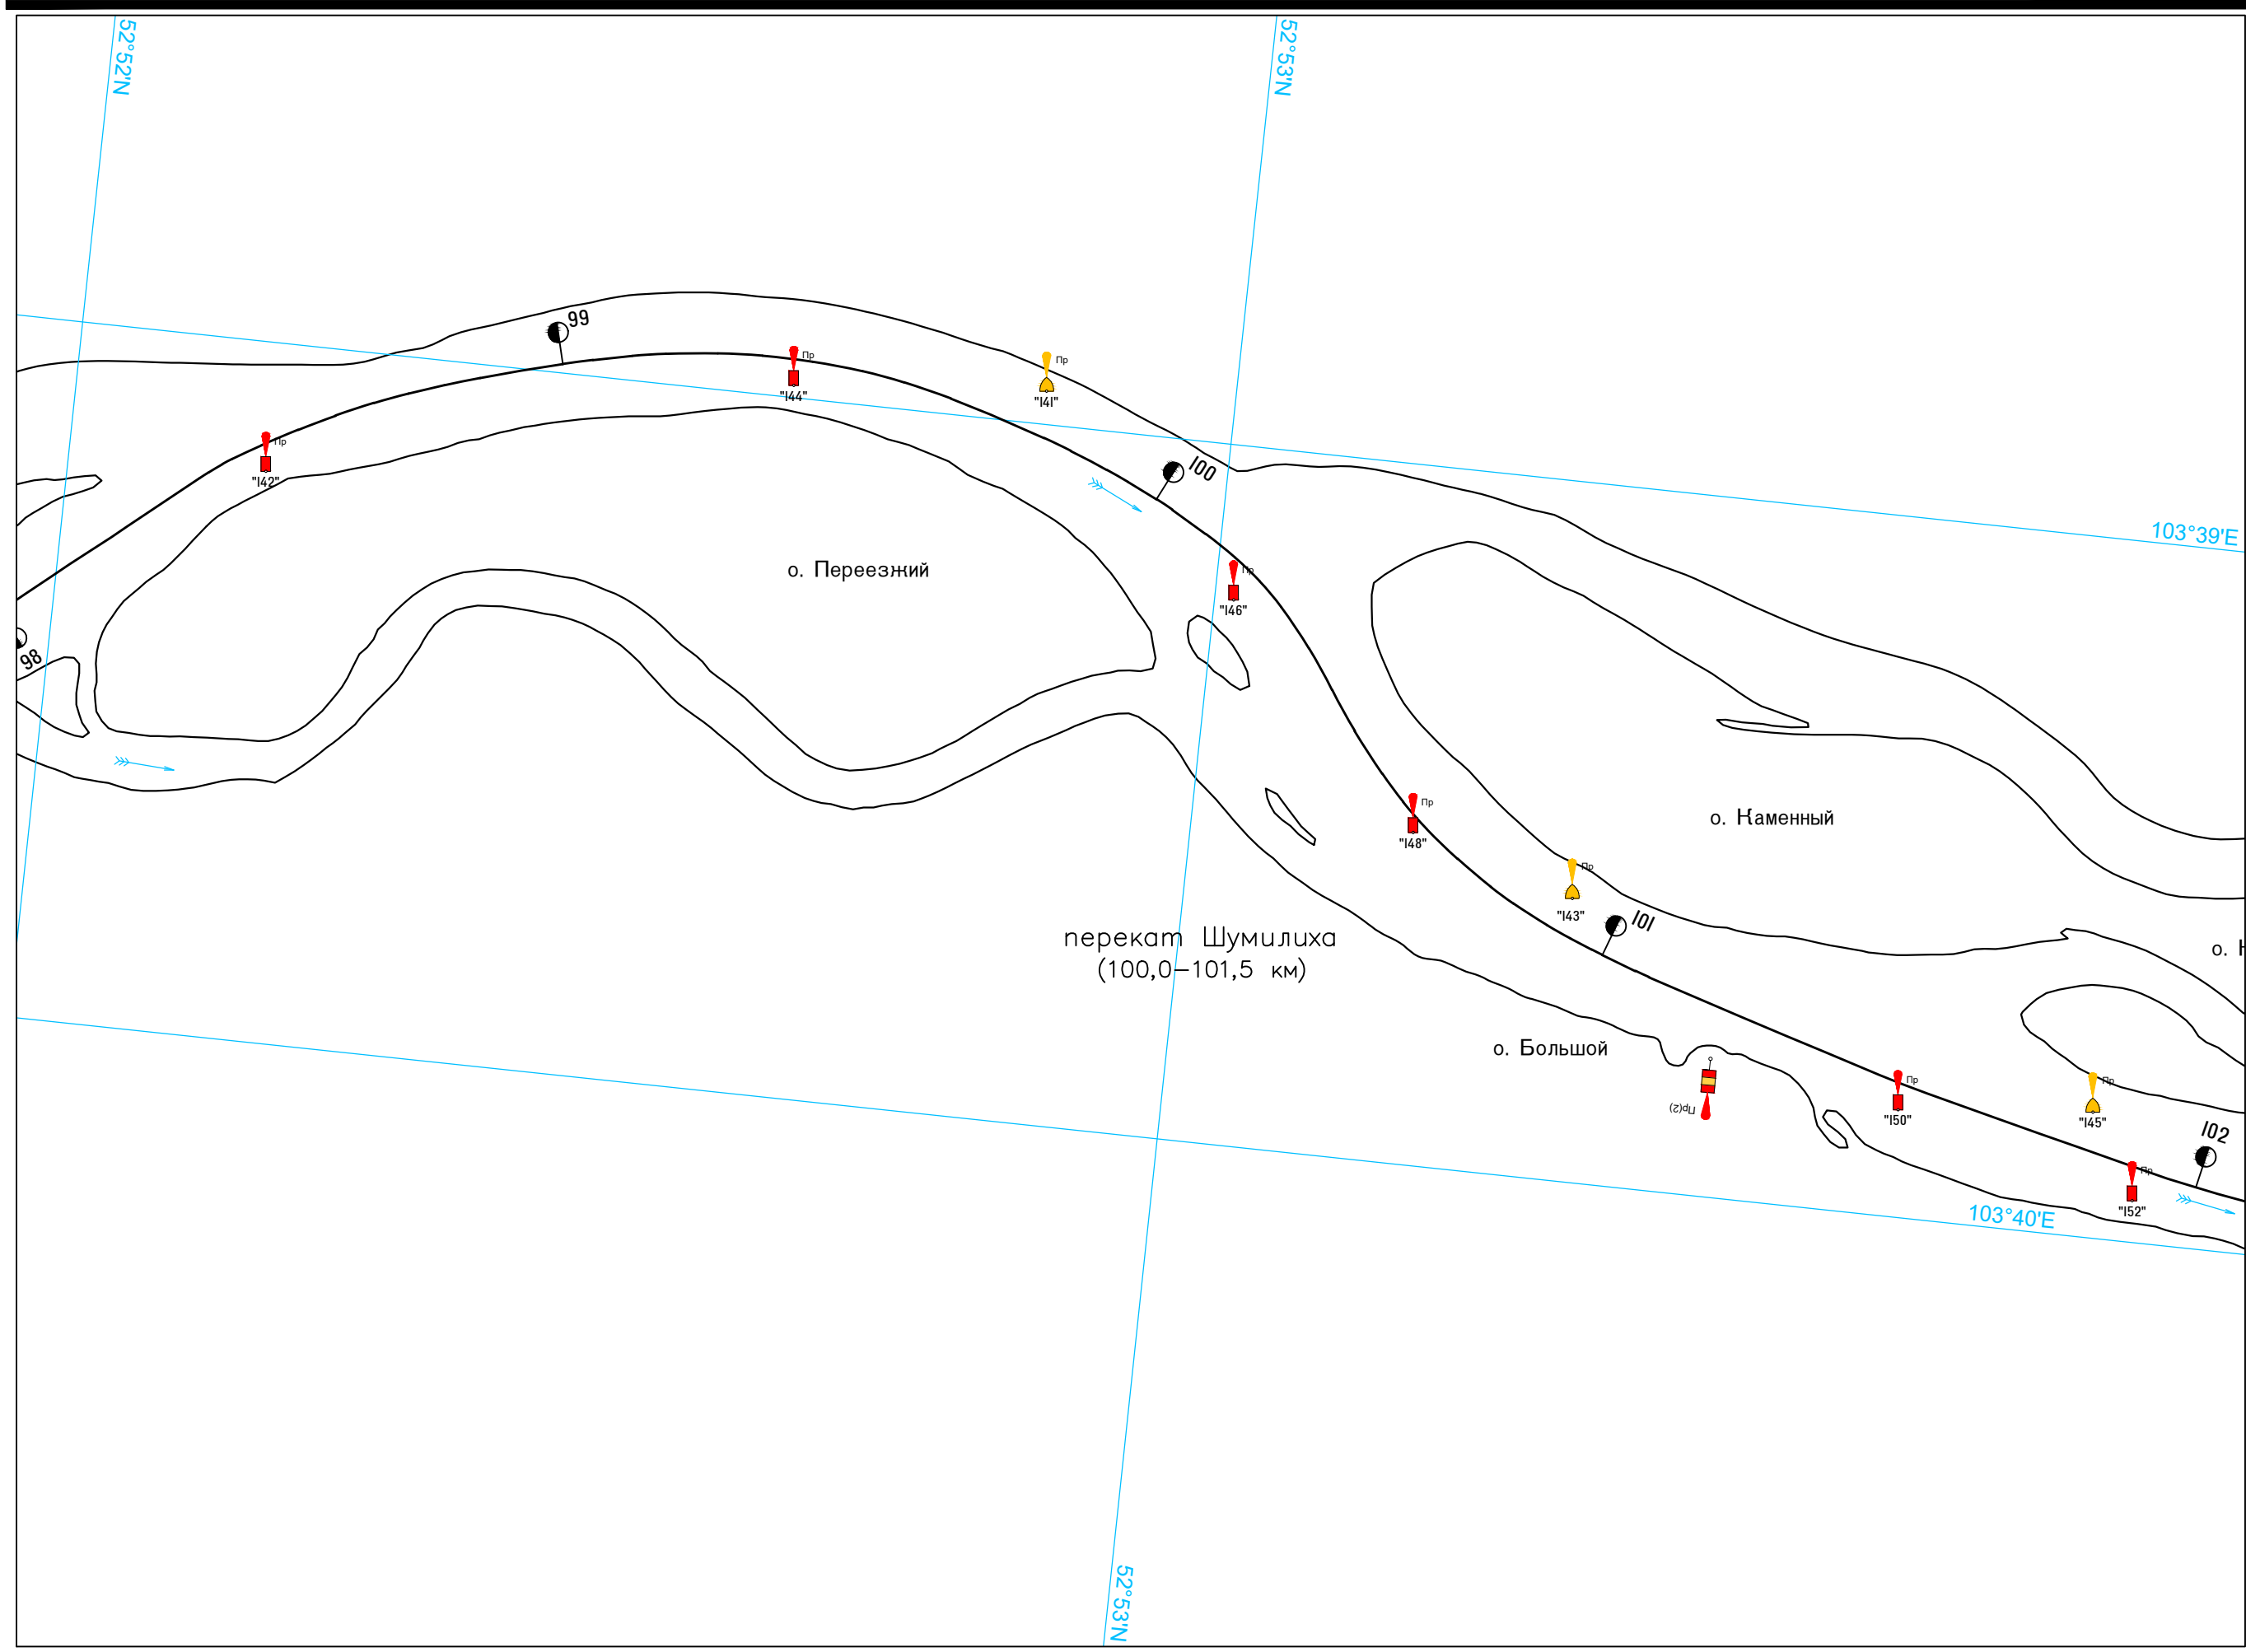 52°52'N
52°53'N
99
Пр
"144"
Пр
"141"
Пр
"142"
100
103°39'E
о. Переезжий
Пр
"146"
98
Пр
"148"
о. Каменный
Пр
"143"
101
перекат Шумилиха
(100,0–101,5 км)
о. Большой
Пр(2)
Пр
"150"
Пр
"145"
102
Пр
"152"
103°40'E
52°53'N